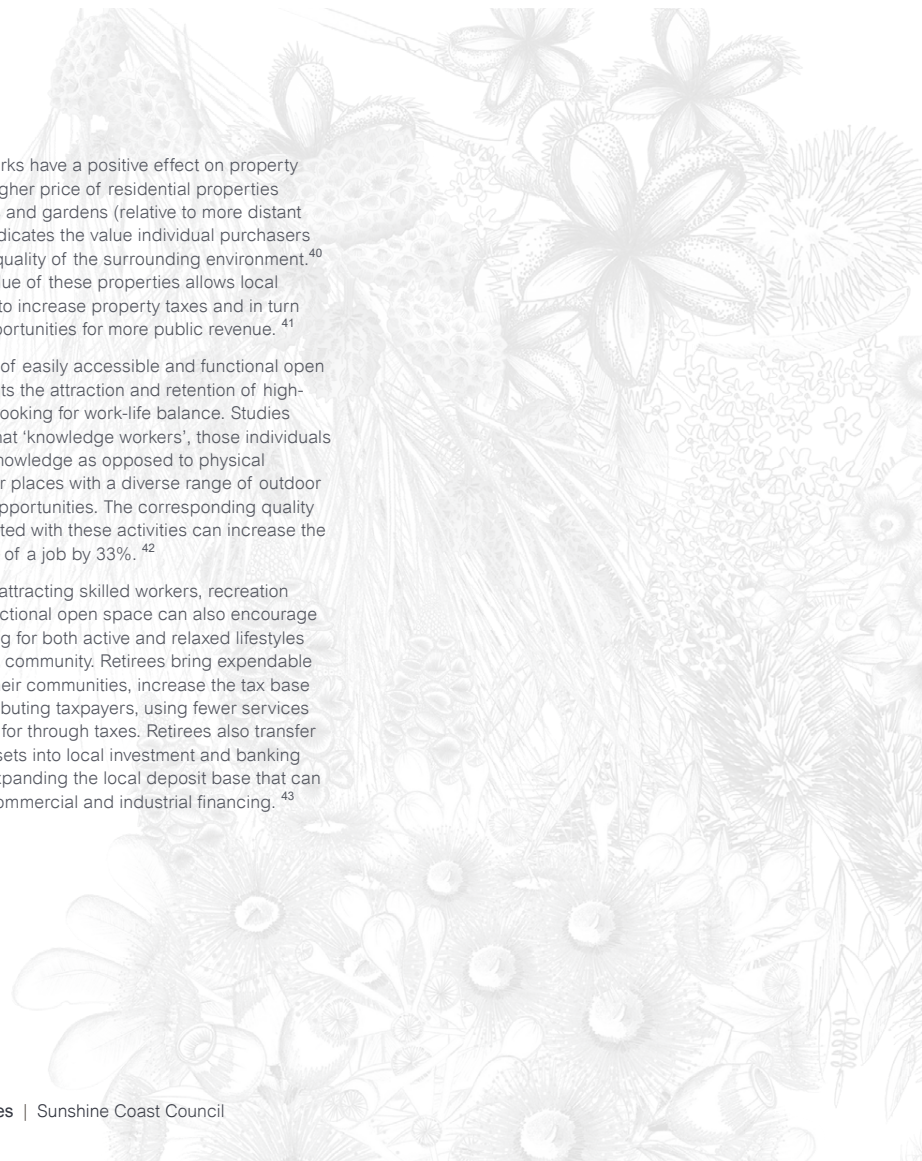 rks have a positive effect on property
gher price of residential properties
and gardens (relative to more distant
dicates the value individual purchasers
quality of the surrounding environment.40
lue of these properties allows local
to increase property taxes and in turn
portunities for more public revenue. 41
of easily accessible and functional open
ts the attraction and retention of high-
ooking for work-life balance. Studies
hat ‘knowledge workers’, those individuals
nowledge as opposed to physical
r places with a diverse range of outdoor
pportunities. The corresponding quality
ted with these activities can increase the
of a job by 33%. 42
attracting skilled workers, recreation
ctional open space can also encourage
g for both active and relaxed lifestyles
community. Retirees bring expendable
eir communities, increase the tax base
buting taxpayers, using fewer services
for through taxes. Retirees also transfer
sets into local investment and banking
xpanding the local deposit base that can
ommercial and industrial financing. 43
es | Sunshine Coast Council